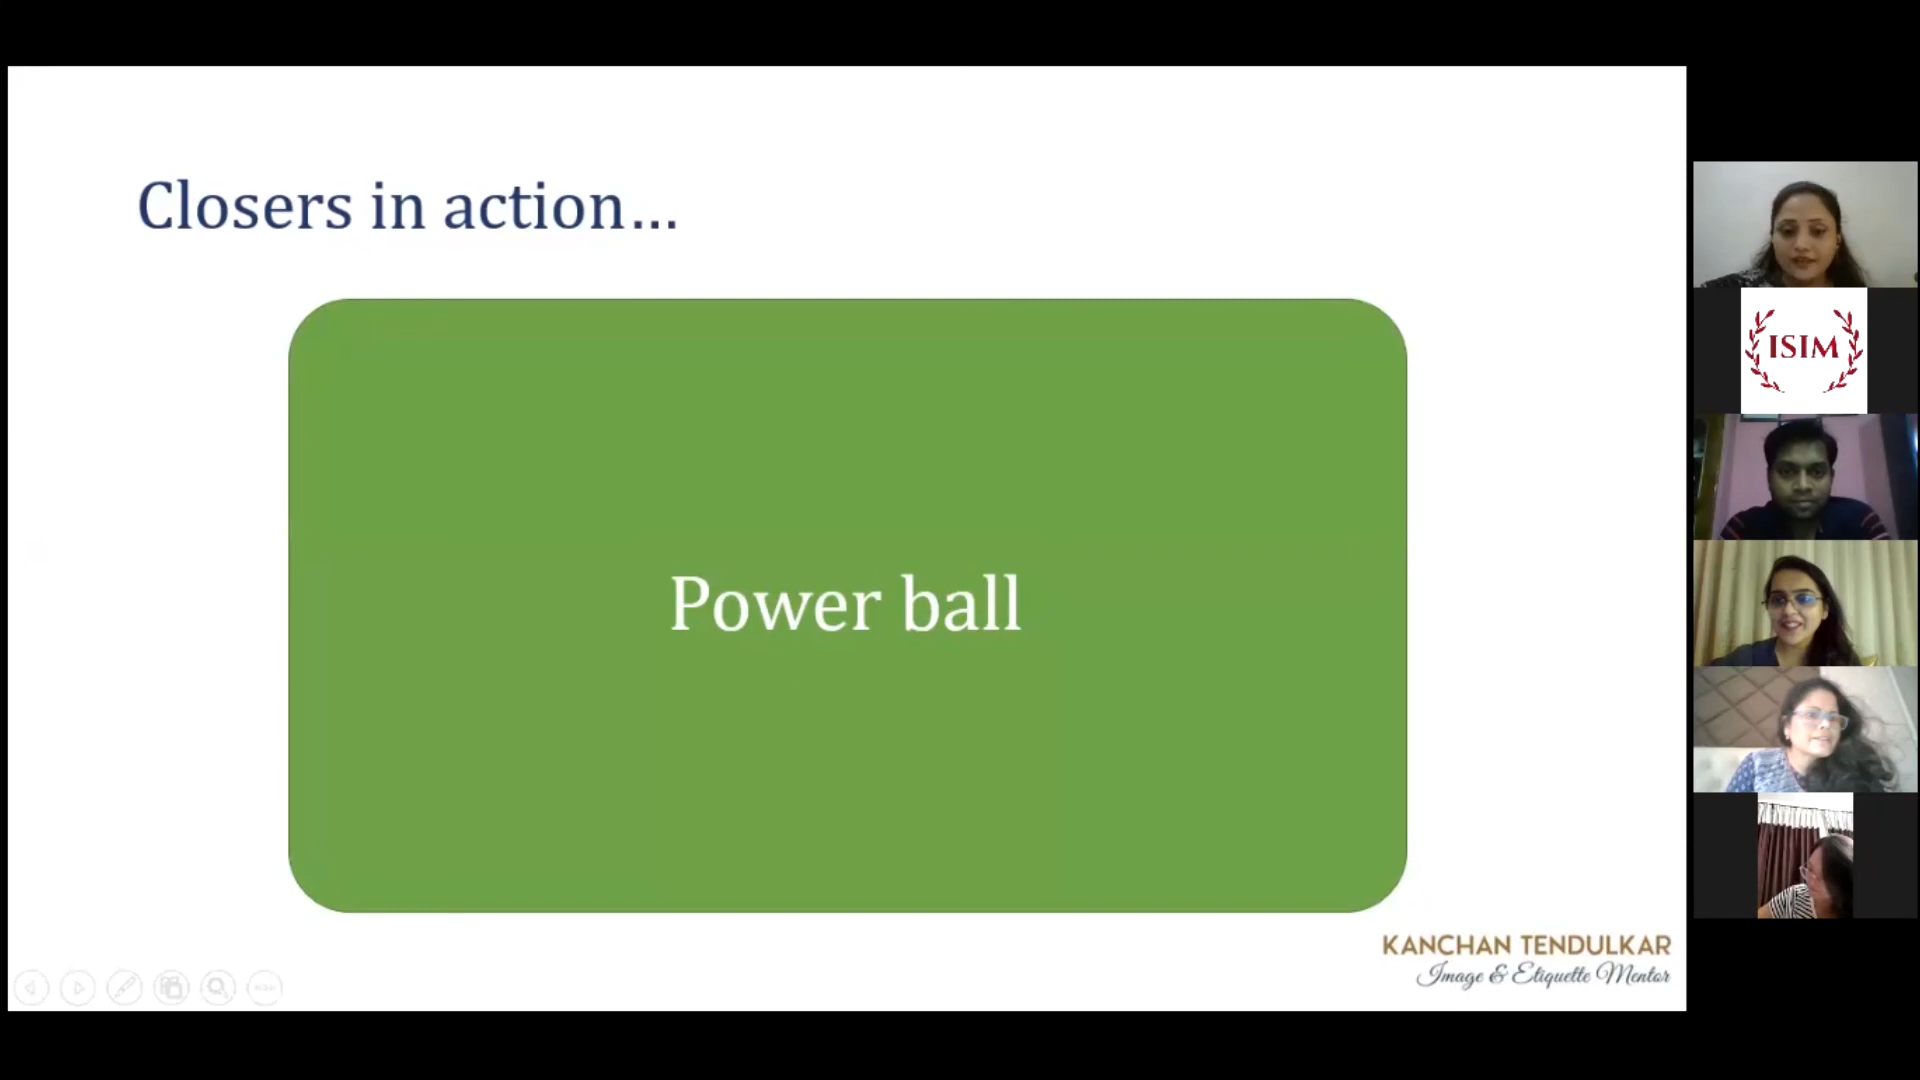 Closers in action...
Power ball
KANCHAN TENDULKAR
Image & Etiquette Mentor
ISIM